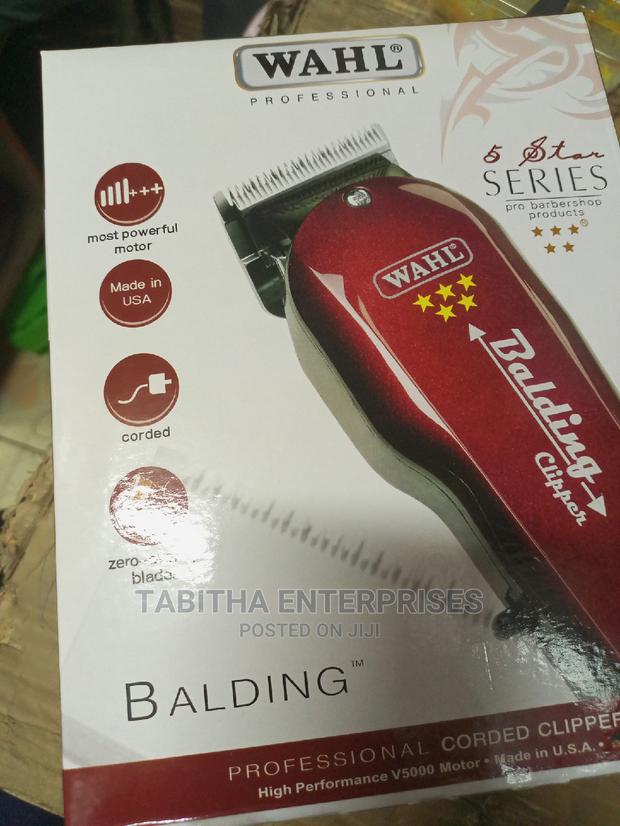 WAHL®
PROFESSIONAL
5 Star
SERIES
pro barbershop
products
most powerful
motor
Made in
USA
corded
zero
blade
WAHL®
Balding
Clipper
TABITHA ENTERPRISES
POSTED ON JIJI
BALDING™
PROFESSIONAL CORDED CLIPPER
High Performance V5000 Motor • Made in U.S.A. •